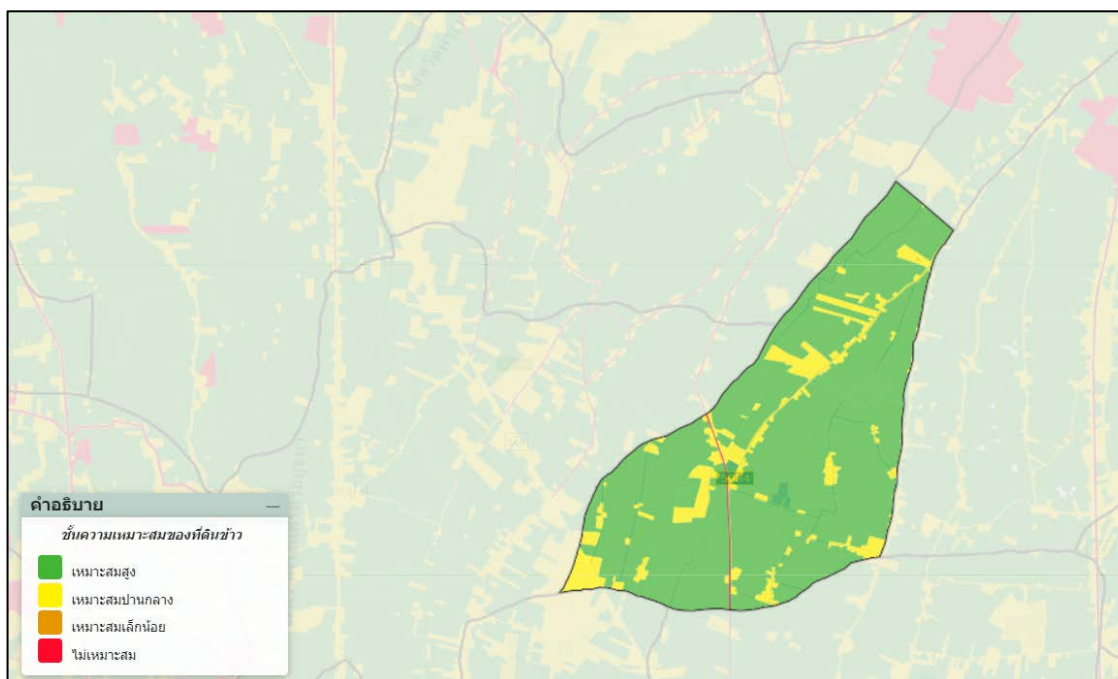 คำอธิบาย
ชั้นความเหมาะสมของที่ดินข้าว
เหมาะสมสูง
เหมาะสมปานกลาง
เหมาะสมเล็กน้อย
ไม่เหมาะสม